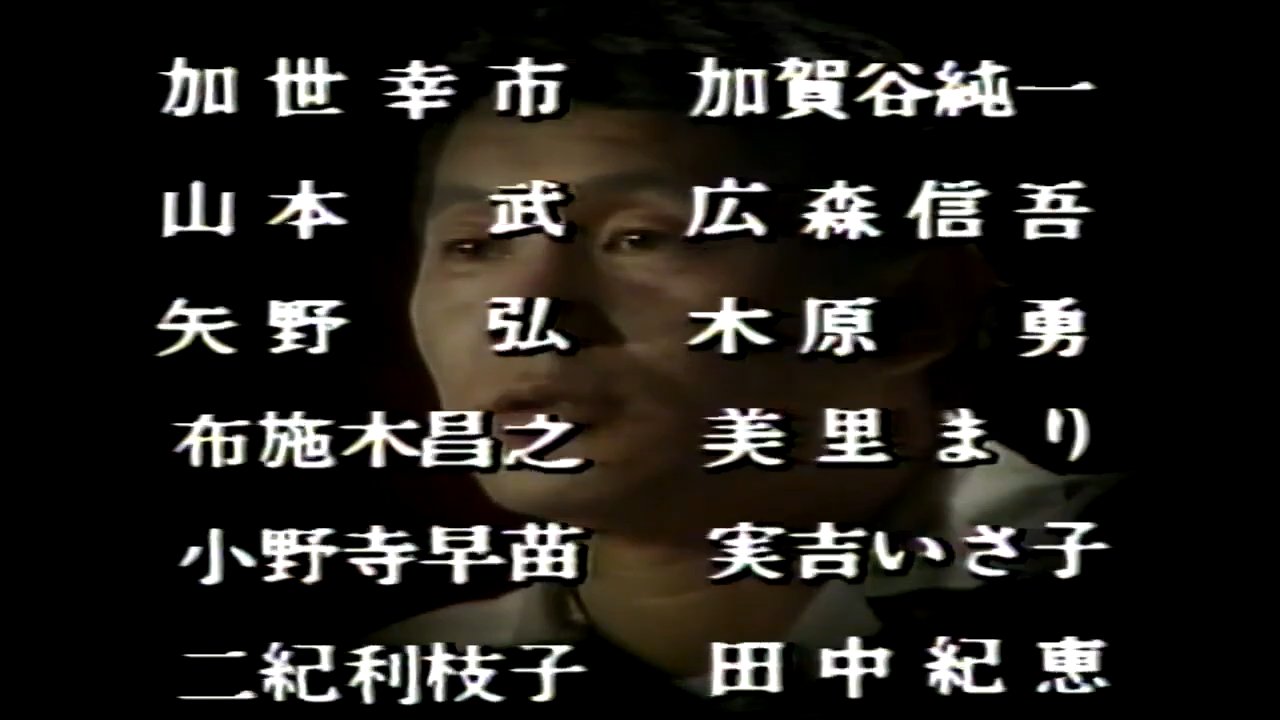 加世幸市 加賀谷純一
山本 武 広森信吾
矢野 弘 木原 勇
布施木昌之 美里まり
小野寺早苗 実吉いさ子
二紀利枝子 田中紀恵